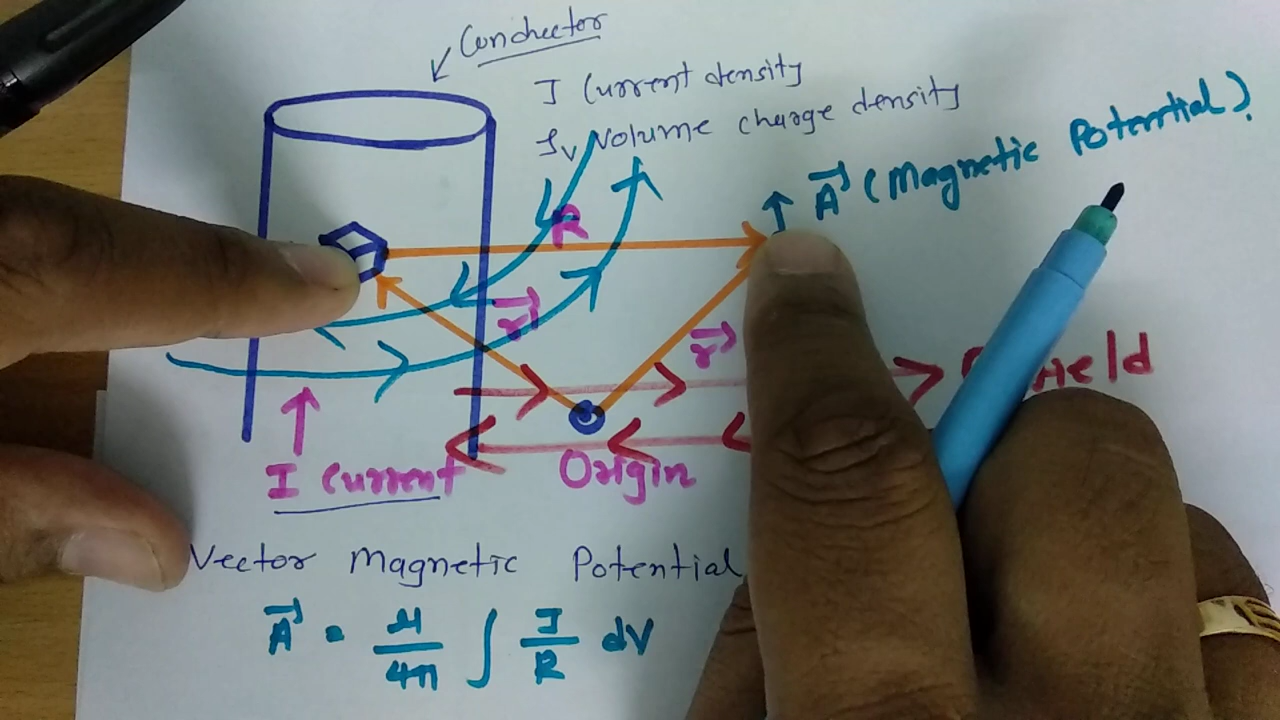 Conductor
J Current density
ρv Volume charge density
A⃗ (Magnetic Potential)
R
r⃗
r⃗
I Current
Origin
Vector Magnetic Potential
A⃗ = μ/4π ∫ J/R dV